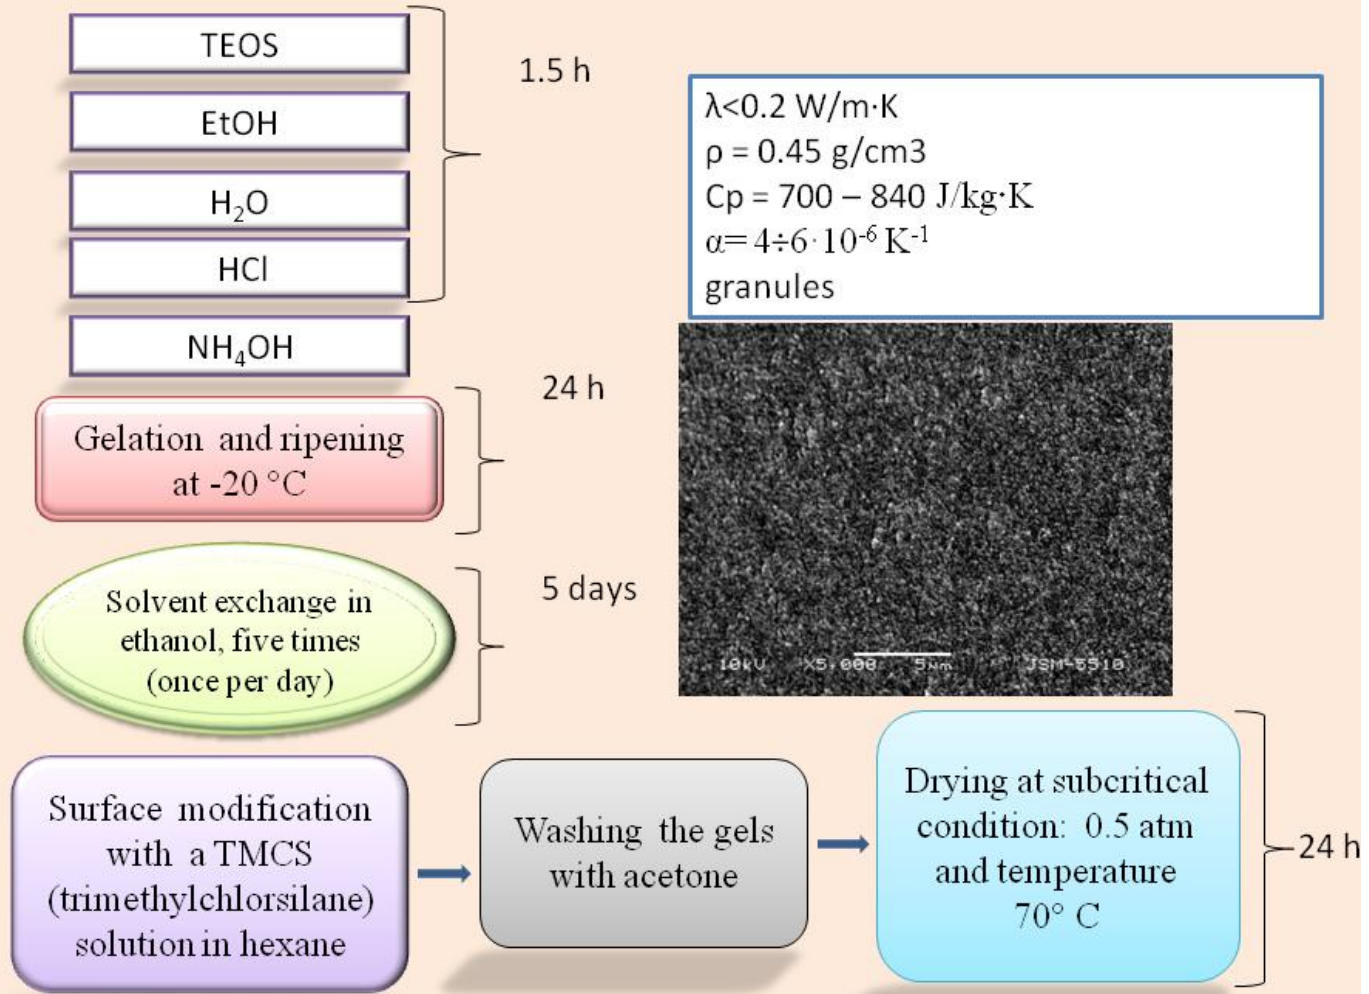 TEOS
EtOH
H₂O
HCl
NH₄OH
1.5 h
Gelation and ripening
at -20 °C
24 h
Solvent exchange in
ethanol, five times
(once per day)
5 days
λ<0.2 W/m·K
ρ = 0.45 g/cm3
Cp = 700 – 840 J/kg·K
α= 4÷6·10⁻⁶ K⁻¹
granules
10kV X5,000 5µm JSM-5510
Surface modification
with a TMCS
(trimethylchlorsilane)
solution in hexane
Washing the gels
with acetone
Drying at subcritical
condition: 0.5 atm
and temperature
70° C
24 h